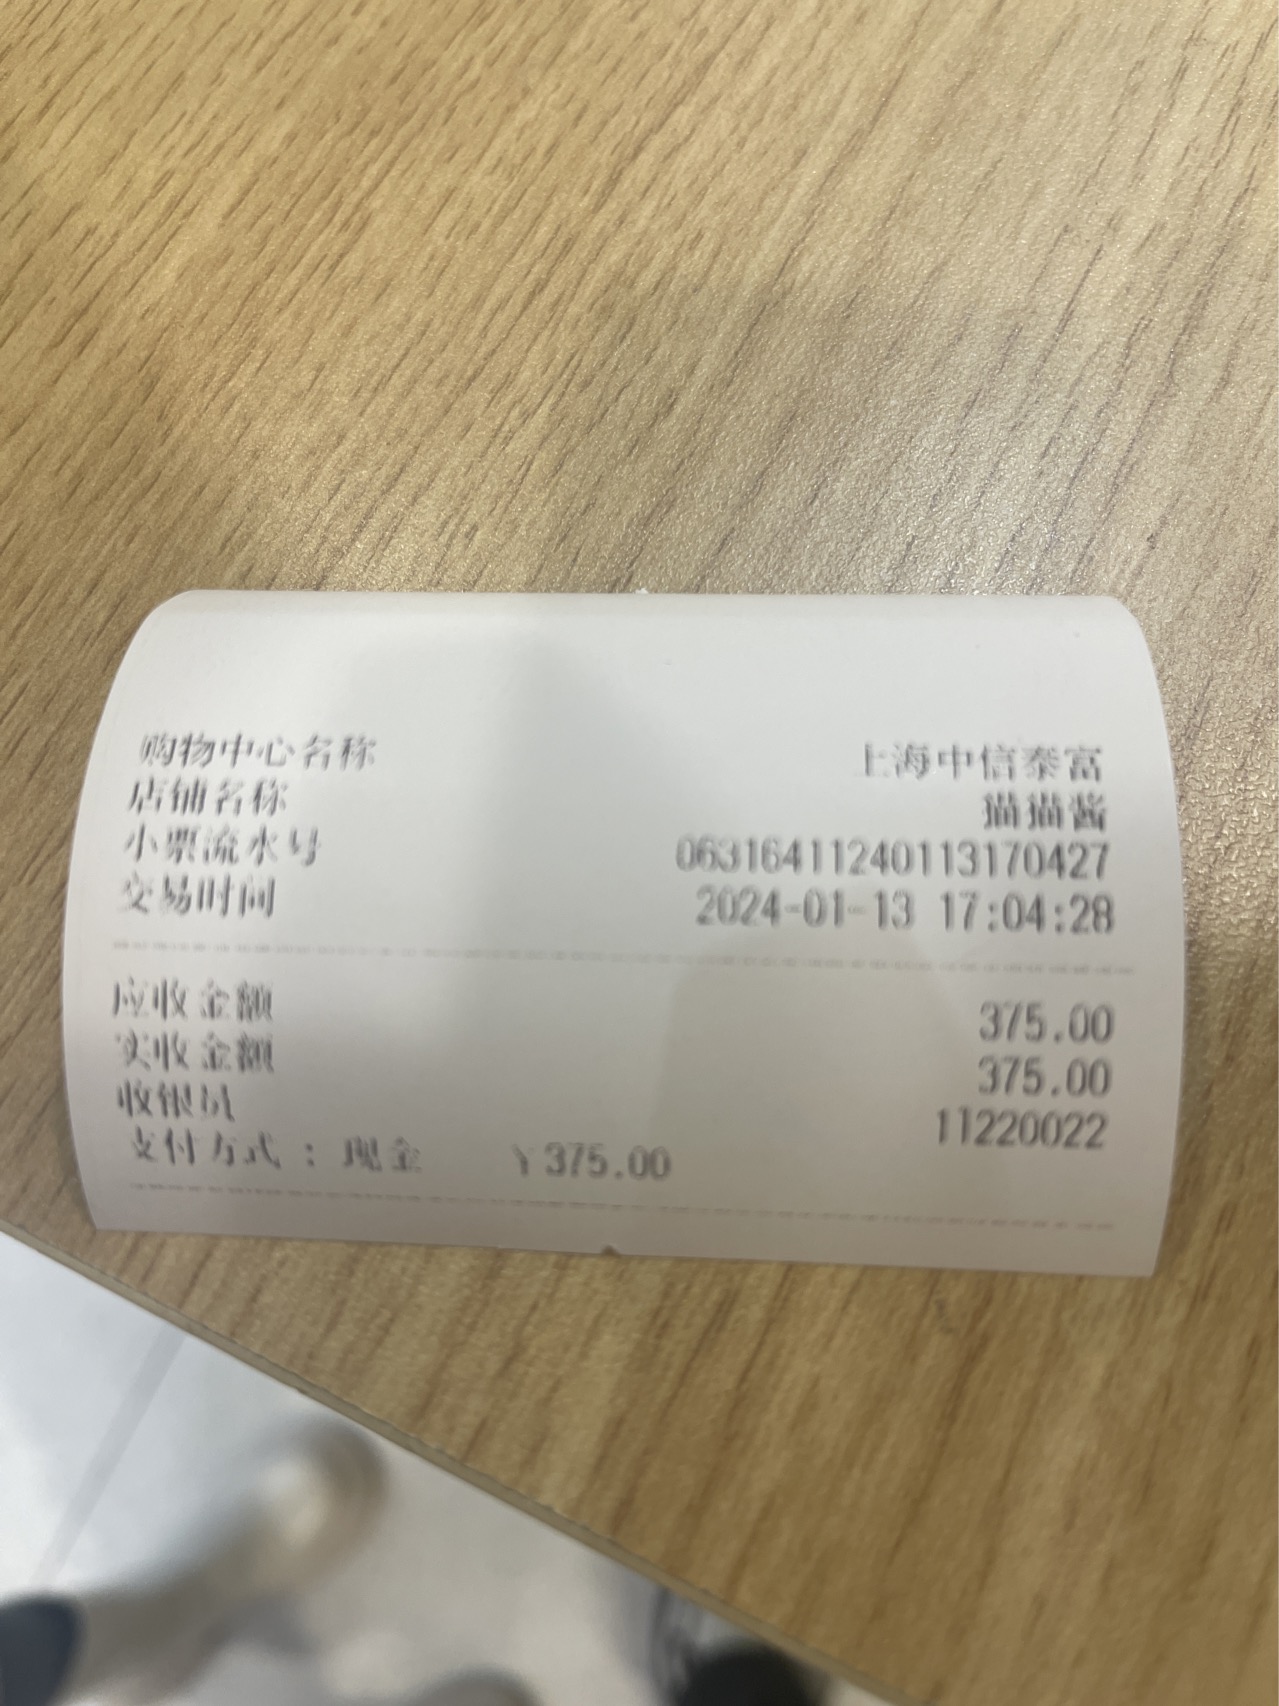 购物中心名称 上海中信泰富
店铺名称 猫猫酱
小票流水号 06316411240113170427
交易时间 2024-01-13 17:04:28
应收金额 375.00
实收金额 375.00
收银员 11220022
支付方式：现金 ¥375.00